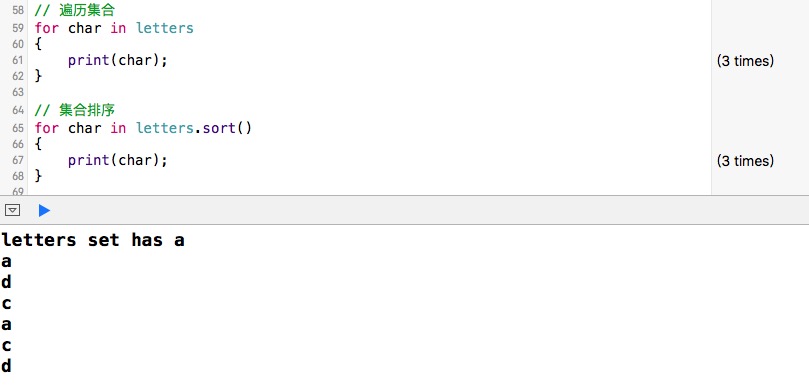 58 // 遍历集合
59 for char in letters
60 {
61     print(char); (3 times)
62 }
63
64 // 集合排序
65 for char in letters.sort()
66 {
67     print(char); (3 times)
68 }
69
letters set has a
a
d
c
a
c
d